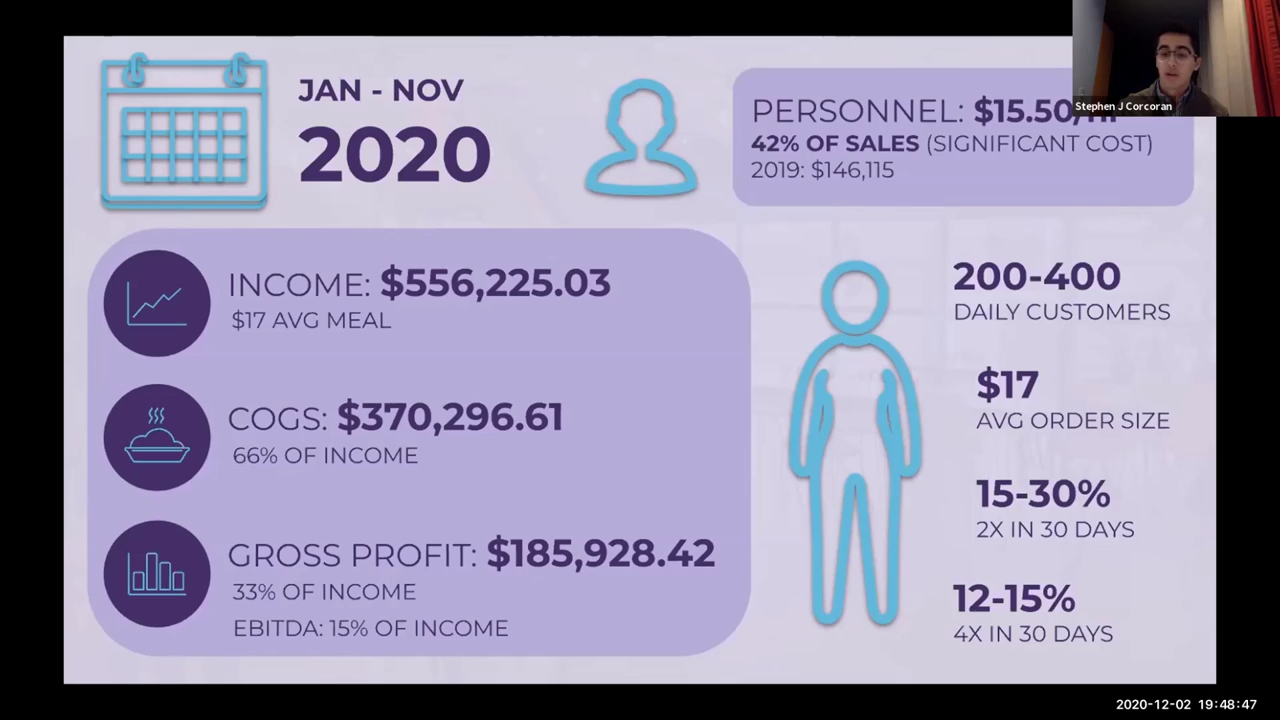 JAN - NOV
2020
PERSONNEL: $15.50/hr
42% OF SALES (SIGNIFICANT COST)
2019: $146,115
Stephen J Corcoran
INCOME: $556,225.03
$17 AVG MEAL
COGS: $370,296.61
66% OF INCOME
GROSS PROFIT: $185,928.42
33% OF INCOME
EBITDA: 15% OF INCOME
200-400
DAILY CUSTOMERS
$17
AVG ORDER SIZE
15-30%
2X IN 30 DAYS
12-15%
4X IN 30 DAYS
2020-12-02 19:48:47